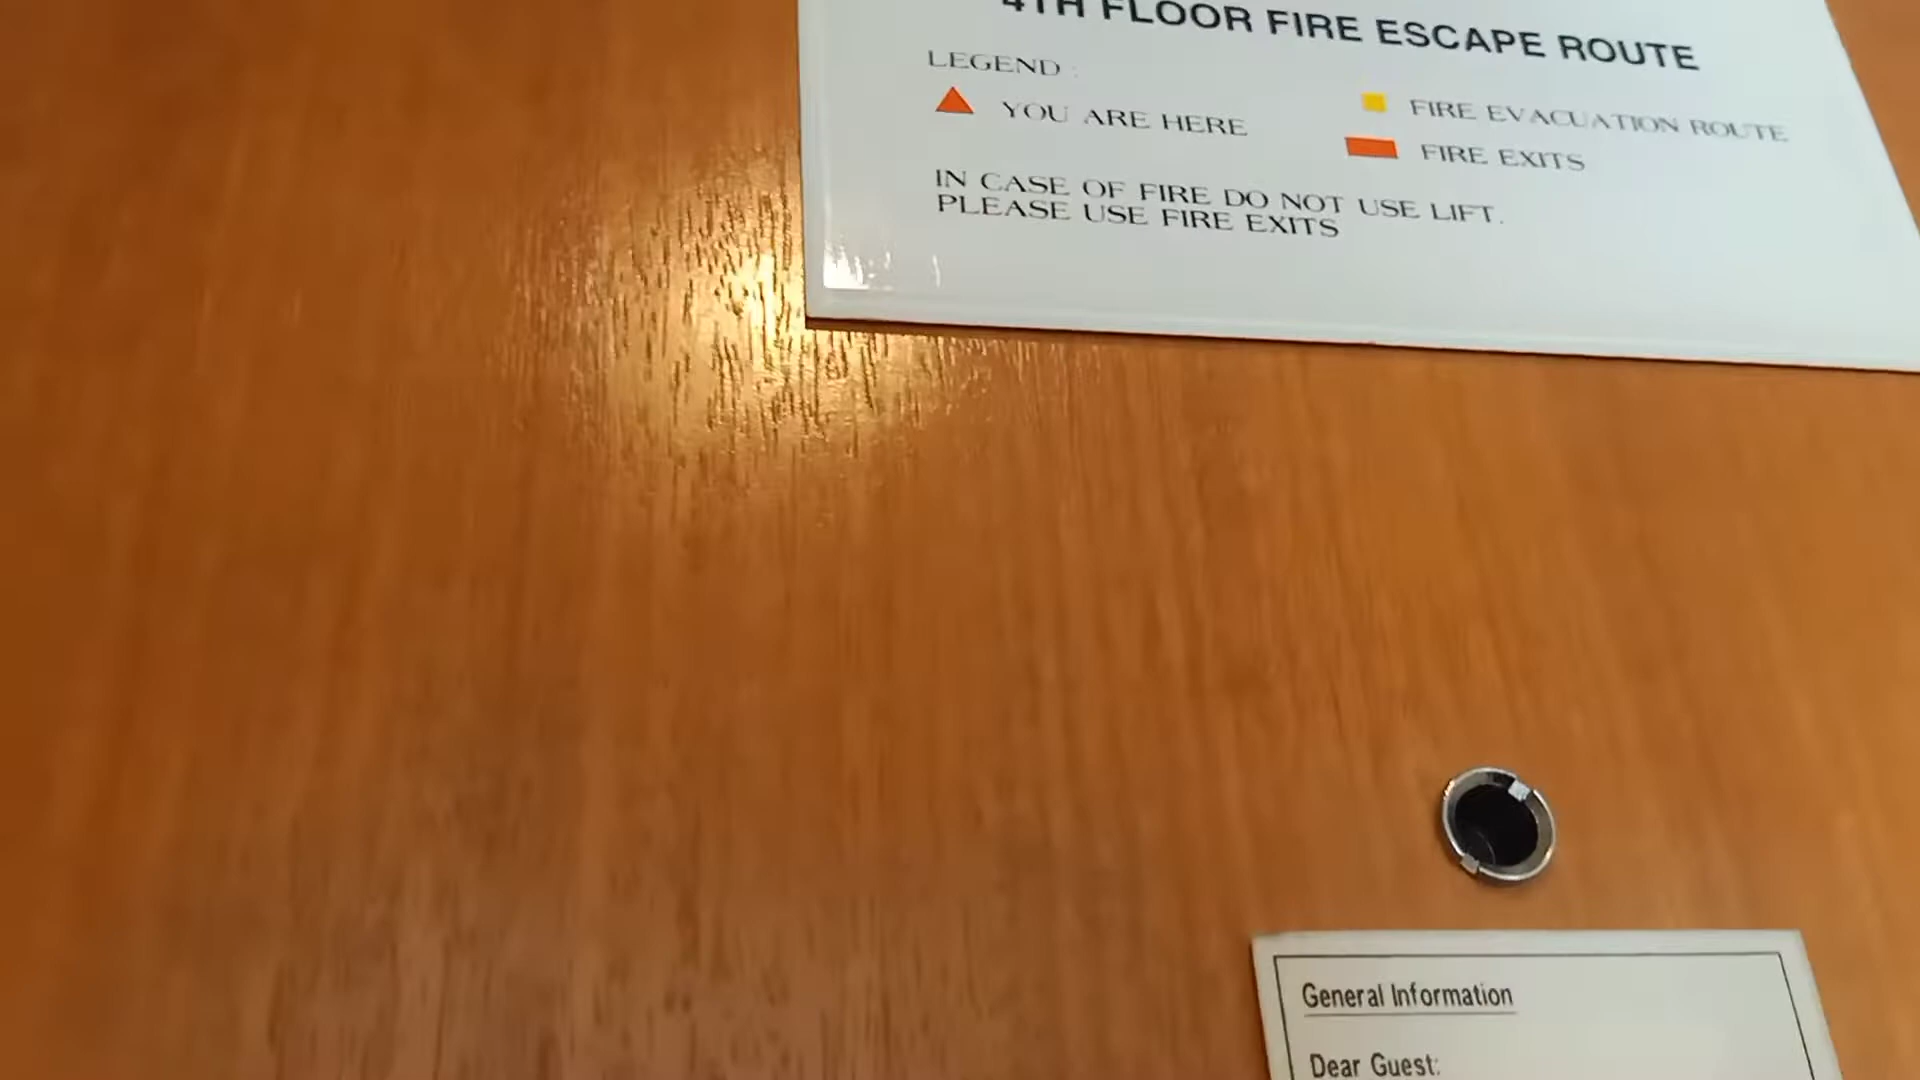 4TH FLOOR FIRE ESCAPE ROUTE
LEGEND :
YOU ARE HERE
FIRE EVACUATION ROUTE
FIRE EXITS
IN CASE OF FIRE DO NOT USE LIFT.
PLEASE USE FIRE EXITS
General Information
Dear Guest: